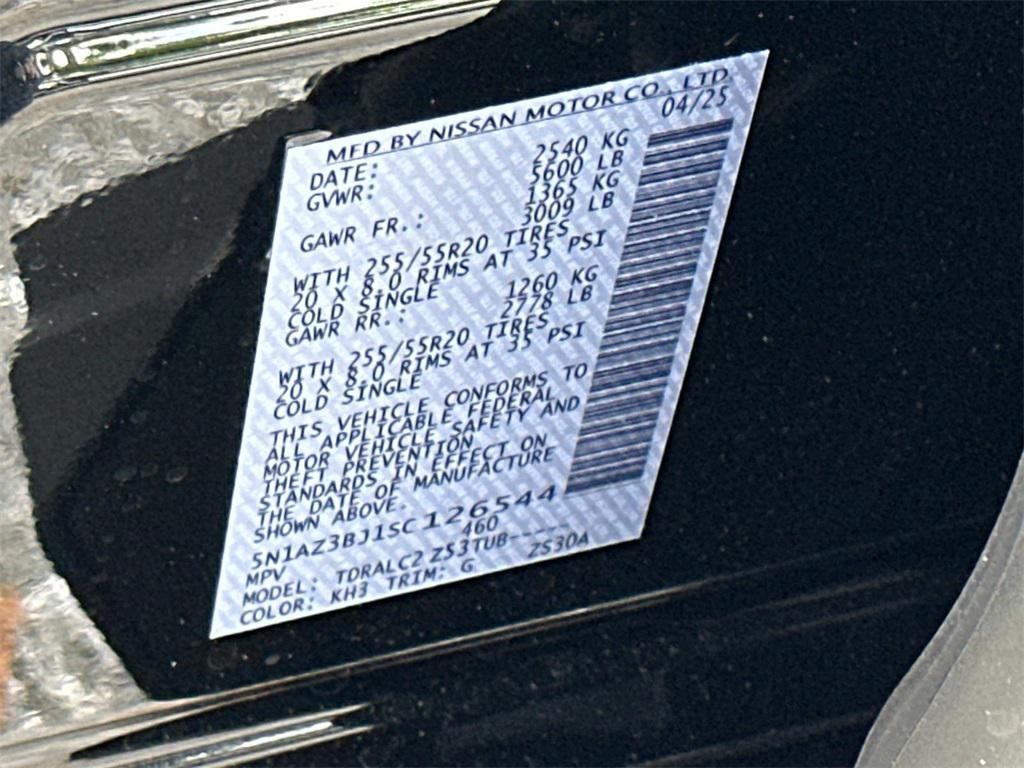 MFD BY NISSAN MOTOR CO., LTD.
DATE: 04/25
GVWR: 2540 KG
5600 LB
GAWR FR.: 1365 KG
3009 LB
WITH 255/55R20 TIRES
20 X 8.0 RIMS AT 35 PSI
COLD SINGLE
GAWR RR.: 1260 KG
2778 LB
WITH 255/55R20 TIRES
20 X 8.0 RIMS AT 35 PSI
COLD SINGLE
THIS VEHICLE CONFORMS TO
ALL APPLICABLE FEDERAL
MOTOR VEHICLE SAFETY AND
THEFT PREVENTION
STANDARDS IN EFFECT ON
THE DATE OF MANUFACTURE
SHOWN ABOVE.
5N1AZ3BJ1SC126544
MPV 460
MODEL: TDRALC2 ZS3TUB-----
COLOR: KH3 TRIM: G ZS30A